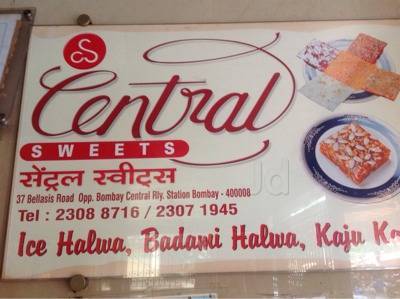 CS
Central
SWEETS
सेंट्रल स्वीट्स
37 Bellasis Road Opp. Bombay Central Rly. Station Bombay - 400008
Jd
Tel : 2308 8716 / 2307 1945
Ice Halwa, Badami Halwa, Kaju